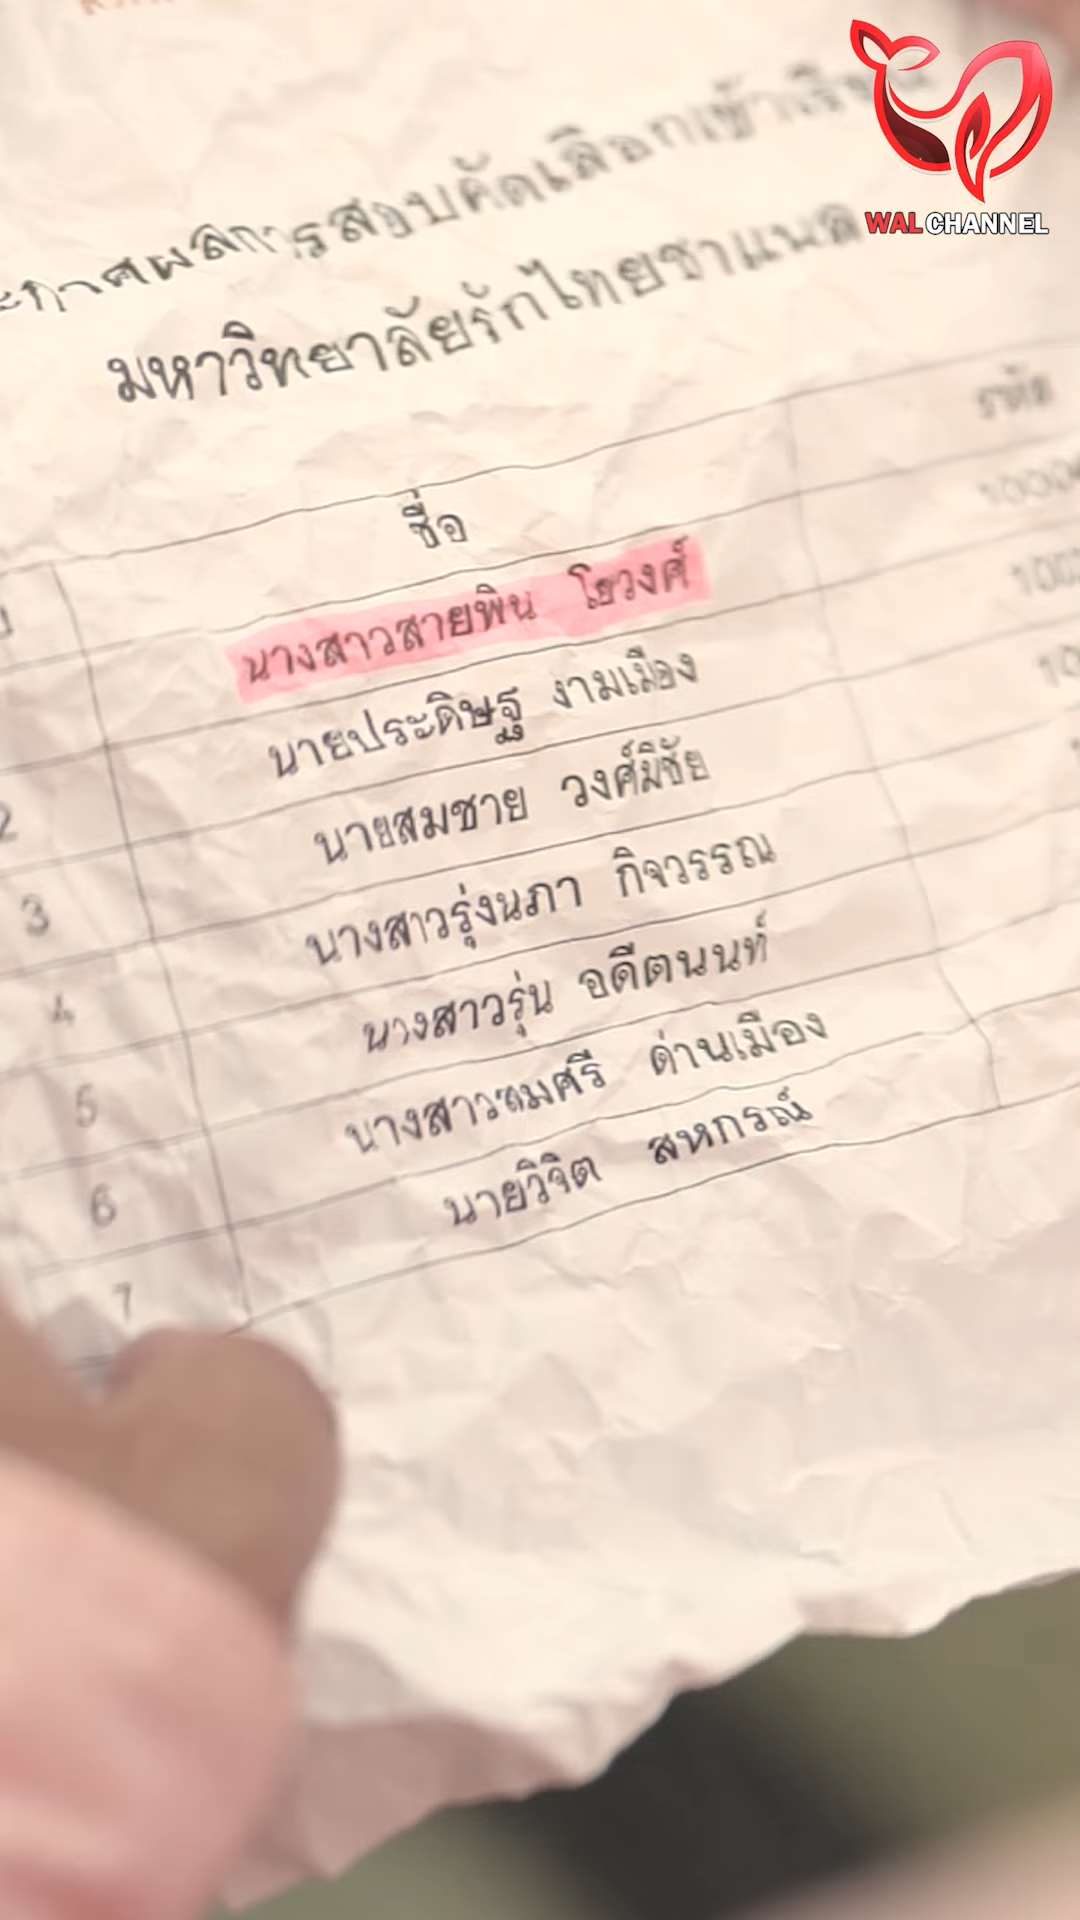 WAL CHANNEL
ะกาศผลการสอบคัดเลือกเข้าเรียน
มหาวิทยาลัยรักไทยชาแนล
ชื่อ รหัส
นางสาวสายพิน โยวงศ์
นายประดิษฐ งามเมือง
2 นายสมชาย วงศ์มีชัย
3 นางสาวรุ่งนภา กิจวรรณ
4 นางสาวรุ่น อดีตนนท์
5 นางสาวชมศรี ด่านเมือง
6 นายวิจิต สหกรณ์
7